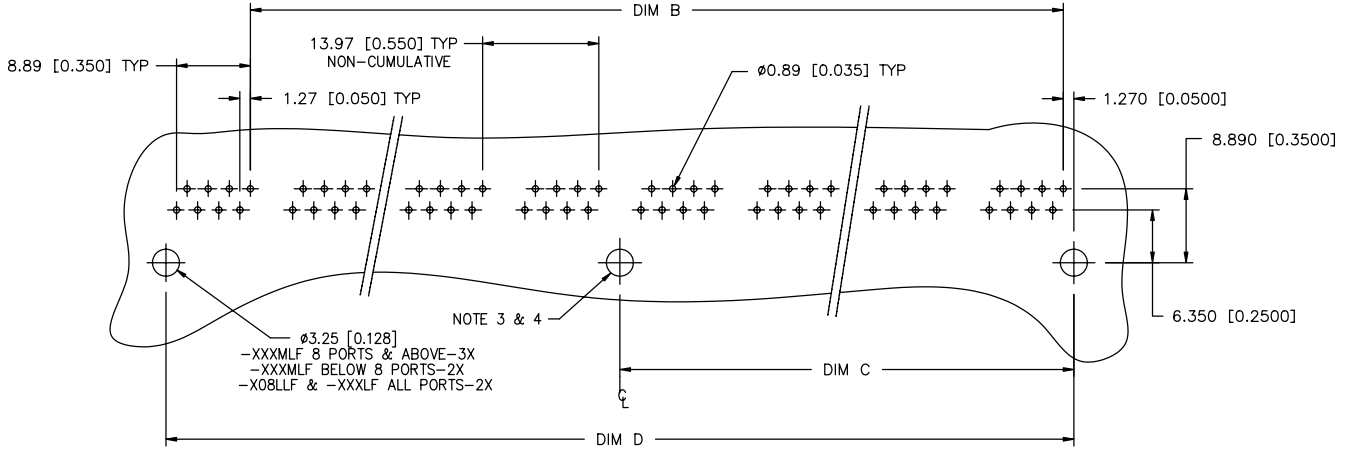 DIM B
13.97 [0.550] TYP
NON-CUMULATIVE
8.89 [0.350] TYP
ø0.89 [0.035] TYP
1.27 [0.050] TYP
1.270 [0.0500]
8.890 [0.3500]
6.350 [0.2500]
NOTE 3 & 4
ø3.25 [0.128]
-XXXMLF 8 PORTS & ABOVE-3X
-XXXMLF BELOW 8 PORTS-2X
-X08LLF & -XXXLF ALL PORTS-2X
DIM C
CL
DIM D